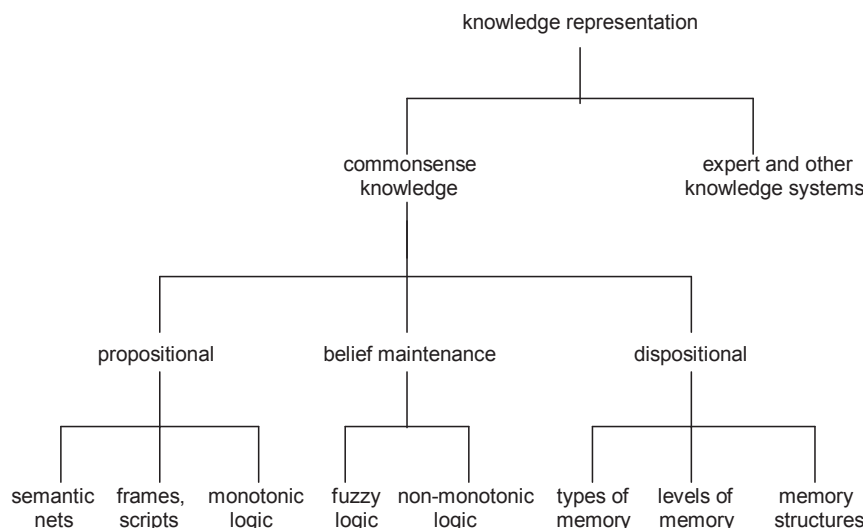 knowledge representation
commonsense
knowledge
expert and other
knowledge systems
propositional
belief maintenance
dispositional
semantic
nets
frames,
scripts
monotonic
logic
fuzzy
logic
non-monotonic
logic
types of
memory
levels of
memory
memory
structures